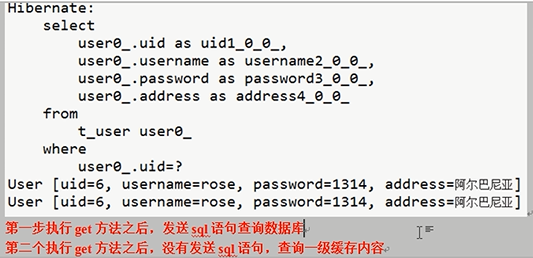 Hibernate:
    select
        user0_.uid as uid1_0_0_,
        user0_.username as username2_0_0_,
        user0_.password as password3_0_0_,
        user0_.address as address4_0_0_
    from
        t_user user0_
    where
        user0_.uid=?
User [uid=6, username=rose, password=1314, address=阿尔巴尼亚]
User [uid=6, username=rose, password=1314, address=阿尔巴尼亚]
第一步执行 get 方法之后，发送 sql 语句查询数据库
第二个执行 get 方法之后，没有发送 sql 语句，查询一级缓存内容